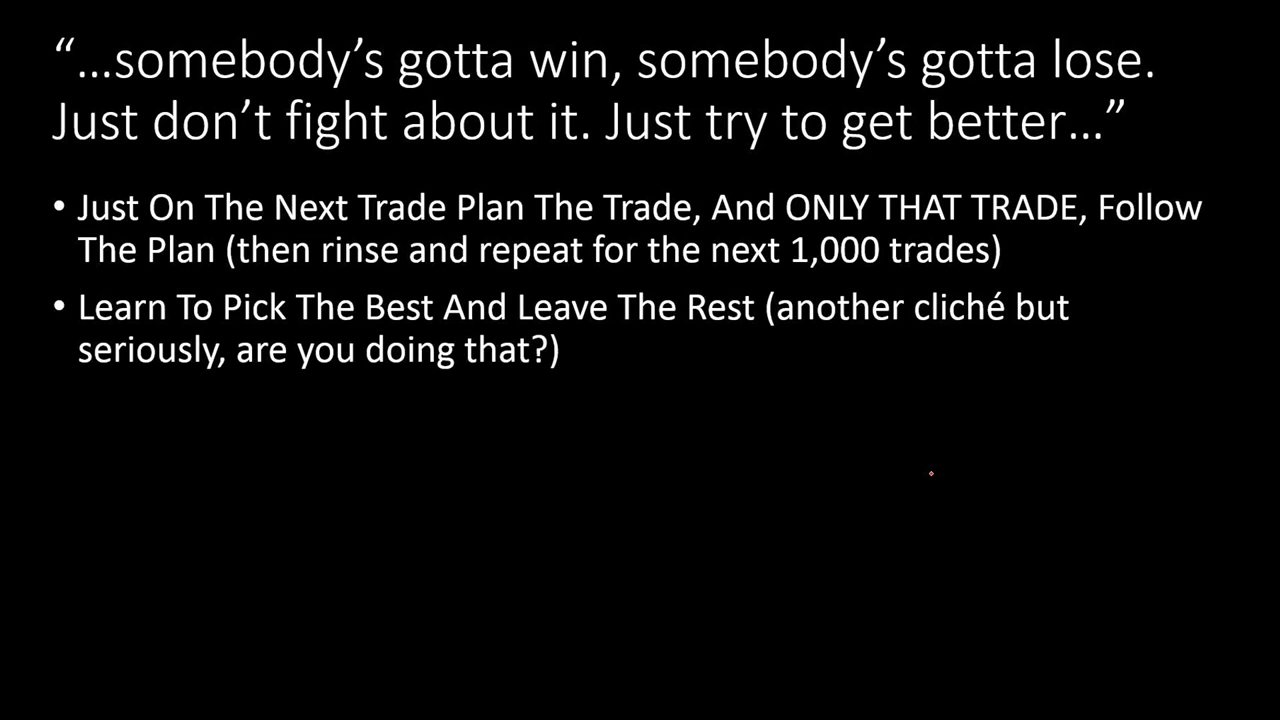 “…somebody’s gotta win, somebody’s gotta lose.
Just don’t fight about it. Just try to get better…”
• Just On The Next Trade Plan The Trade, And ONLY THAT TRADE, Follow
The Plan (then rinse and repeat for the next 1,000 trades)
• Learn To Pick The Best And Leave The Rest (another cliché but
seriously, are you doing that?)